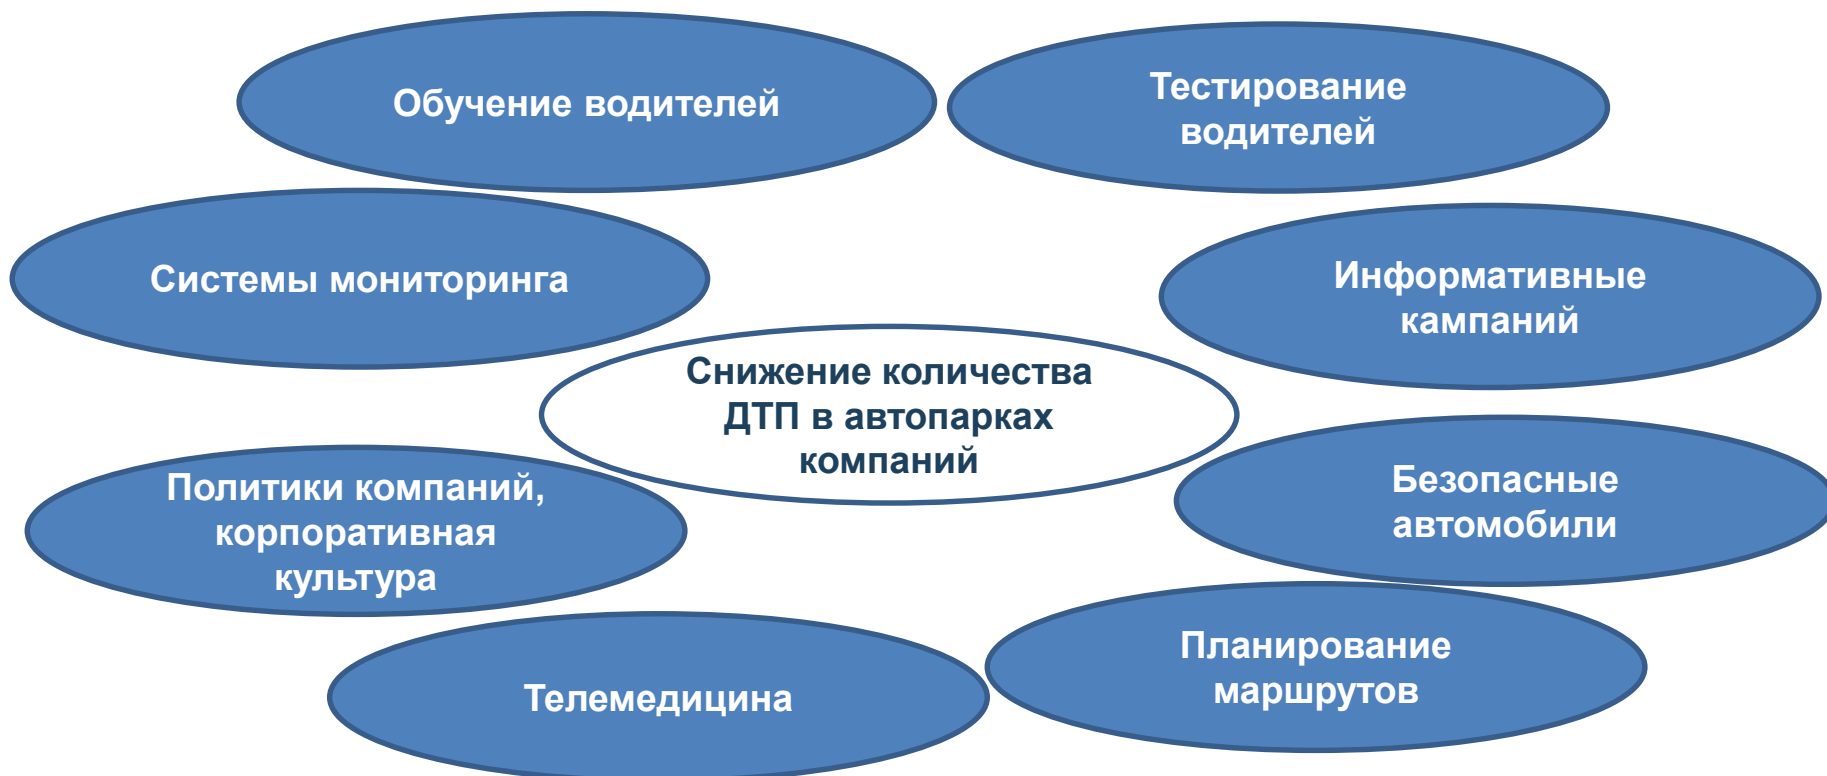 Обучение водителей
Тестирование
водителей
Системы мониторинга
Информативные
кампаний
Снижение количества
ДТП в автопарках
компаний
Политики компаний,
корпоративная
культура
Безопасные
автомобили
Телемедицина
Планирование
маршрутов